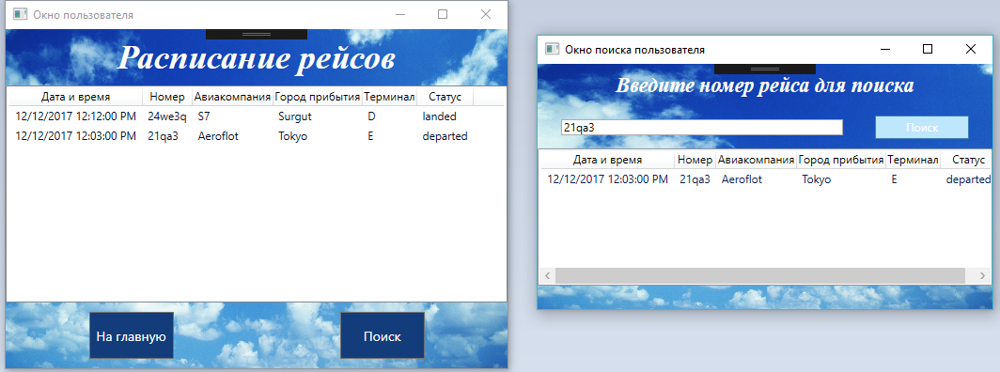 Окно пользователя
Расписание рейсов
Дата и время Номер Авиакомпания Город прибытия Терминал Статус
12/12/2017 12:12:00 PM 24we3q S7 Surgut D landed
12/12/2017 12:03:00 PM 21qa3 Aeroflot Tokyo E departed
На главную Поиск
Окно поиска пользователя
Введите номер рейса для поиска
21qa3 Поиск
Дата и время Номер Авиакомпания Город прибытия Терминал Статус
12/12/2017 12:03:00 PM 21qa3 Aeroflot Tokyo E departed